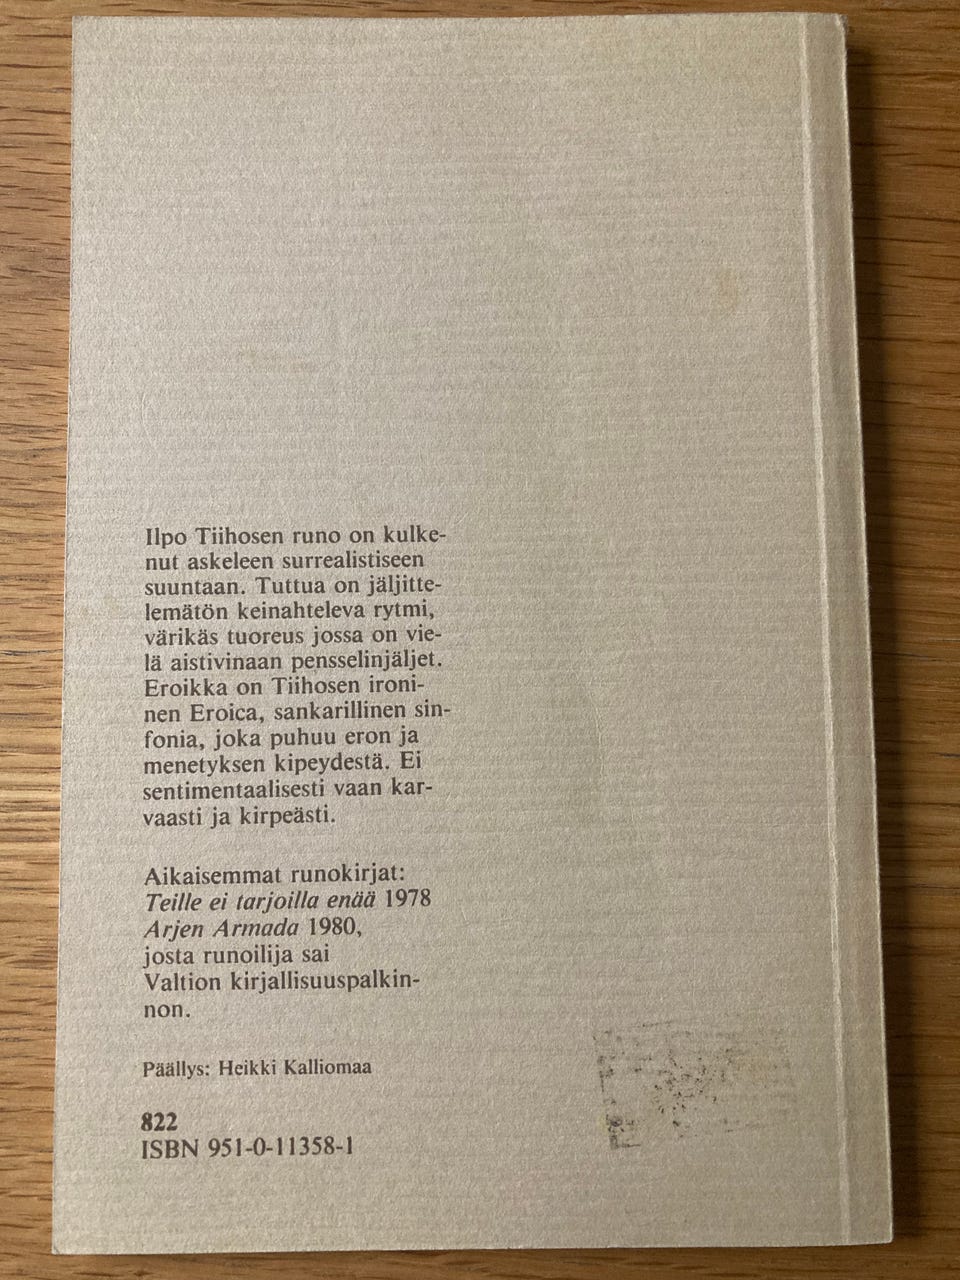 Ilpo Tiihosen runo on kulke-
nut askeleen surrealistiseen
suuntaan. Tuttua on jäljitte-
lemätön keinahteleva rytmi,
värikäs tuoreus jossa on vie-
lä aistivinaan pensselinjäljet.
Eroikka on Tiihosen ironi-
nen Eroica, sankarillinen sin-
fonia, joka puhuu eron ja
menetyksen kipeydestä. Ei
sentimentaalisesti vaan kar-
vaasti ja kirpeästi.
Aikaisemmat runokirjat:
Teille ei tarjoilla enää 1978
Arjen Armada 1980,
josta runoilija sai
Valtion kirjallisuuspalkin-
non.
Päällys: Heikki Kalliomaa
822
ISBN 951-0-11358-1